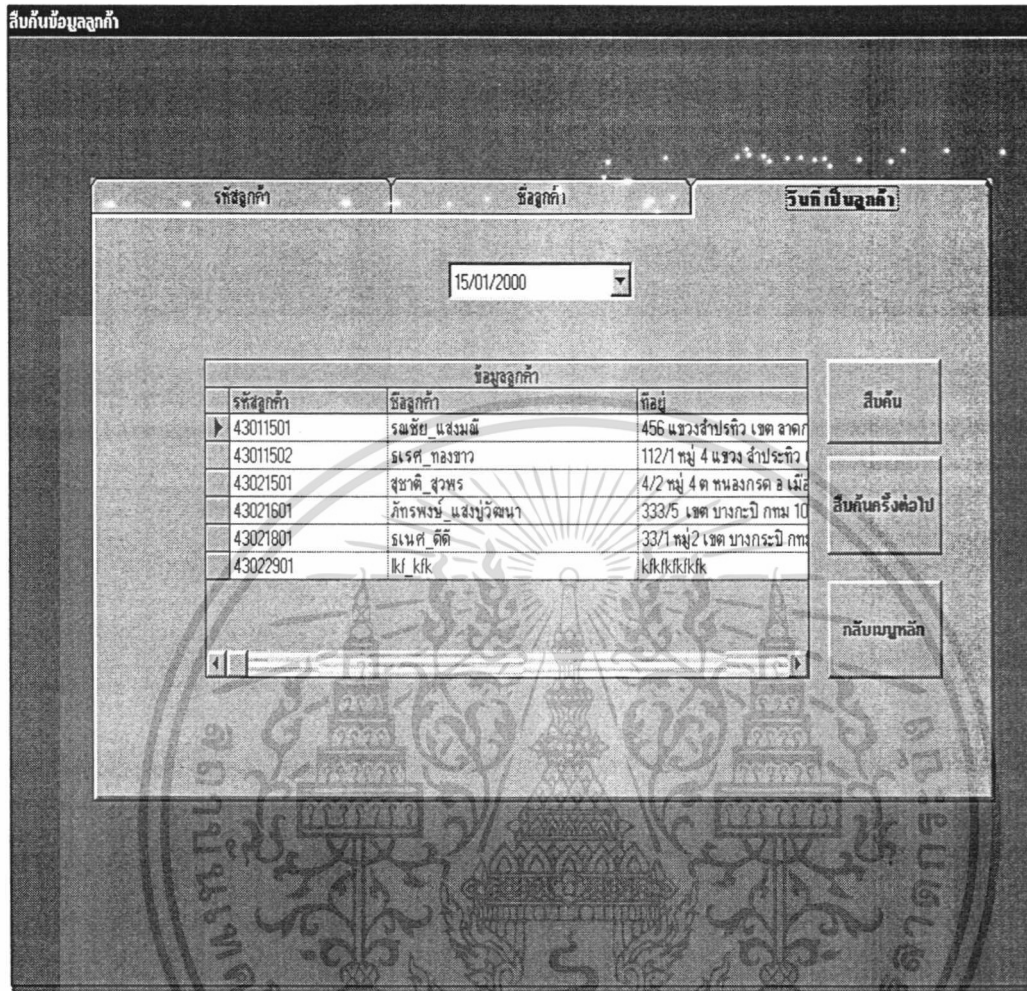 สืบค้นข้อมูลลูกค้า
รหัสลูกค้า ชื่อลูกค้า วันที่เป็นลูกค้า
15/01/2000
ข้อมูลลูกค้า
รหัสลูกค้า ชื่อลูกค้า ที่อยู่
43011501 รณชัย_แสงมณี 456 แขวงลำปรทิว เขต ลาดก
43011502 ธเรศ_ทองขาว 112/1 หมู่ 4 แขวง ลำประทิว
43021501 สุชาติ_สุวพร 4/2 หมู่ 4 ต หนองกรด อ เมือ
43021601 ภัทรพงษ์_แสงปู่วัฒนา 333/5 เขต บางกะปิ กทม 10
43021801 ธเนศ_ดีดี 33/1 หมู่2 เขต บางกระปิ กทม
43022901 lkf_kfk kfkfkfkfkfk
สืบค้น
สืบค้นครั้งต่อไป
กลับเมนูหลัก